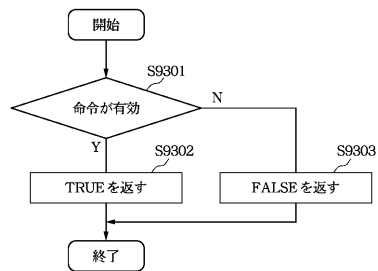 開始
S9301
命令が有効
N
Y
S9302
S9303
TRUEを返す
FALSEを返す
終了